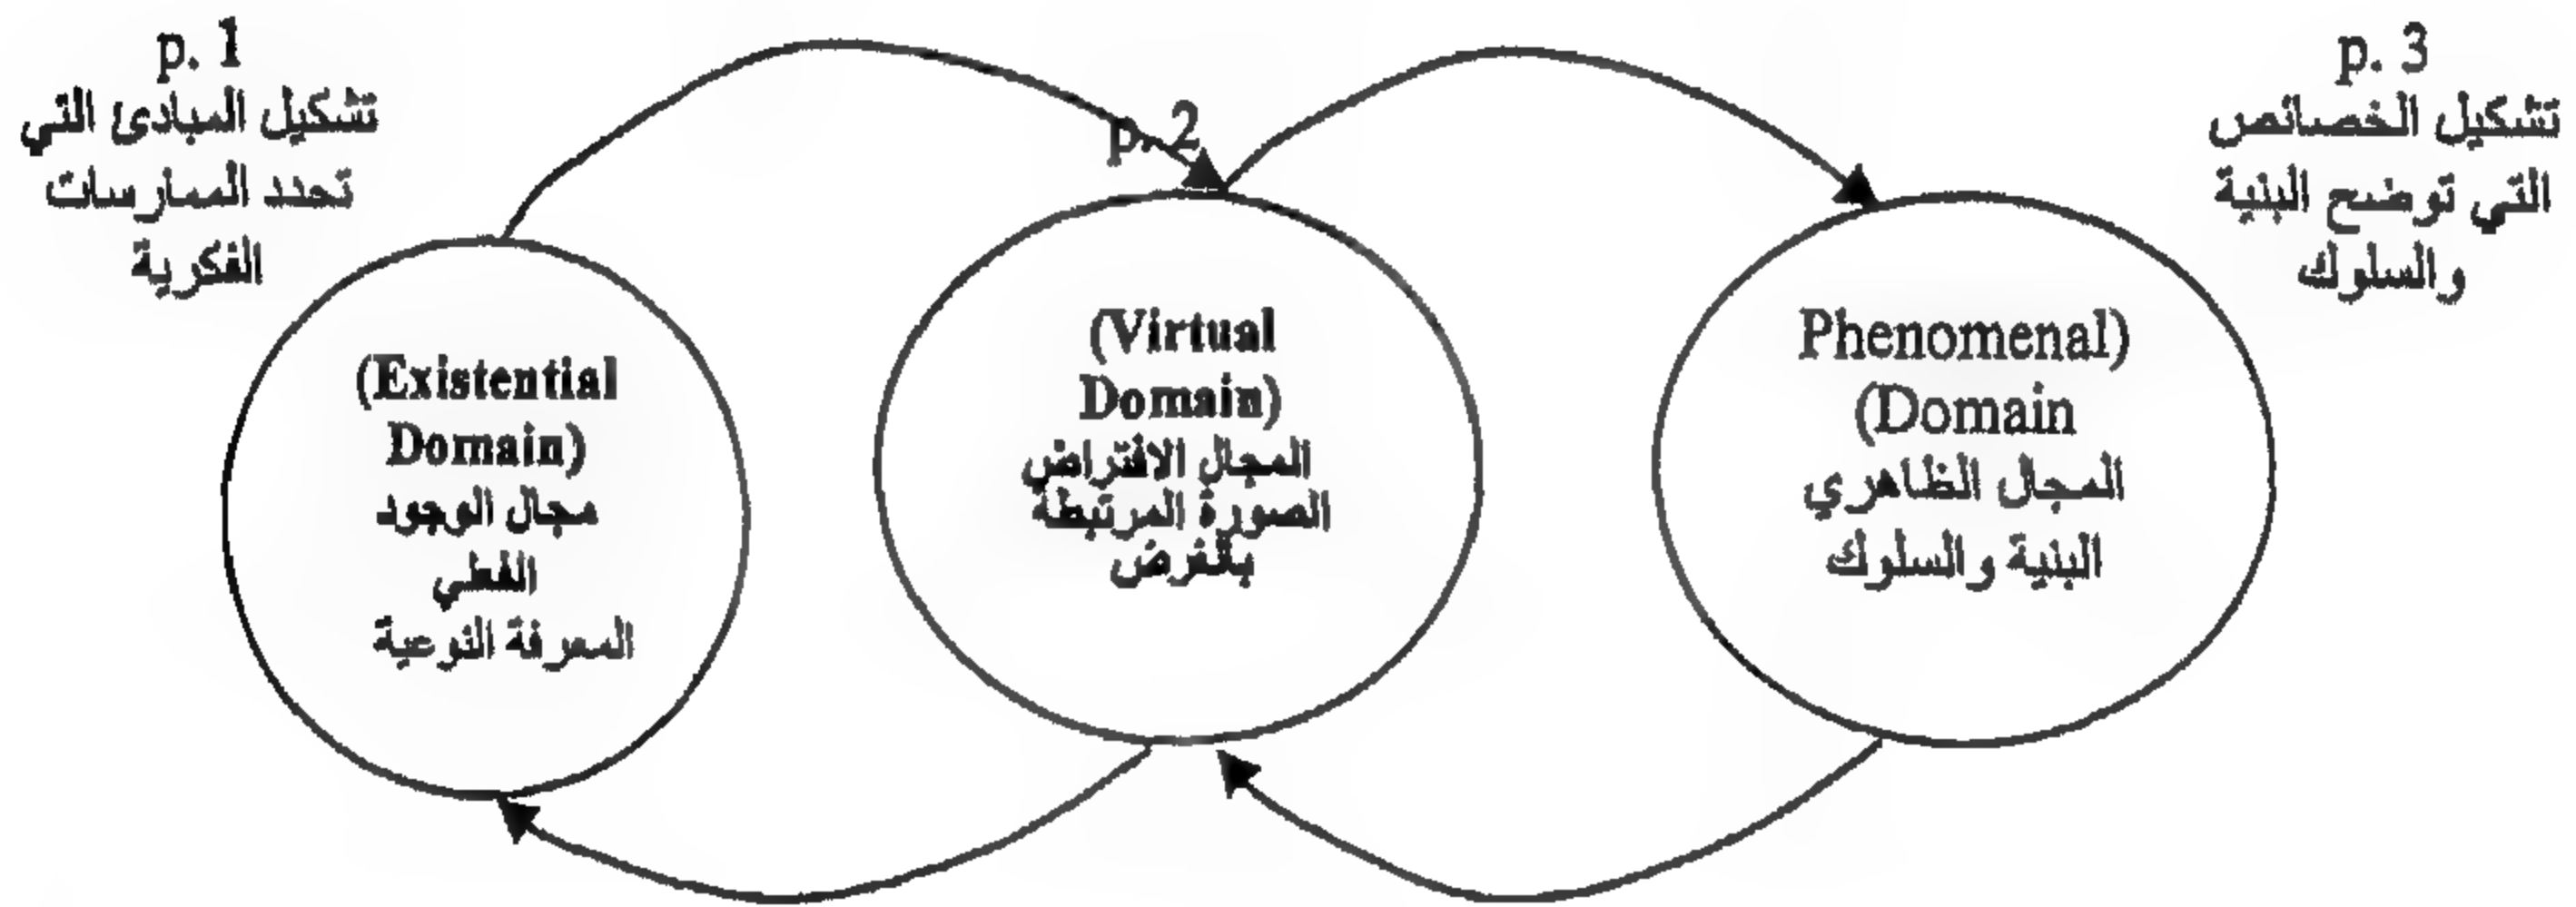 p. 1
تشكيل المبادئ التي
تحدد الممارسات
الفكرية
(Existential
Domain)
مجال الوجود
الفعلي
المعرفة النوعية
p. 2
(Virtual
Domain)
المجال الافتراض
الصورة المرتبطة
بالغرض
p. 3
تشكيل الخصائص
التي توضح البنية
والسلوك
Phenomenal)
(Domain
المجال الظاهري
البنية والسلوك